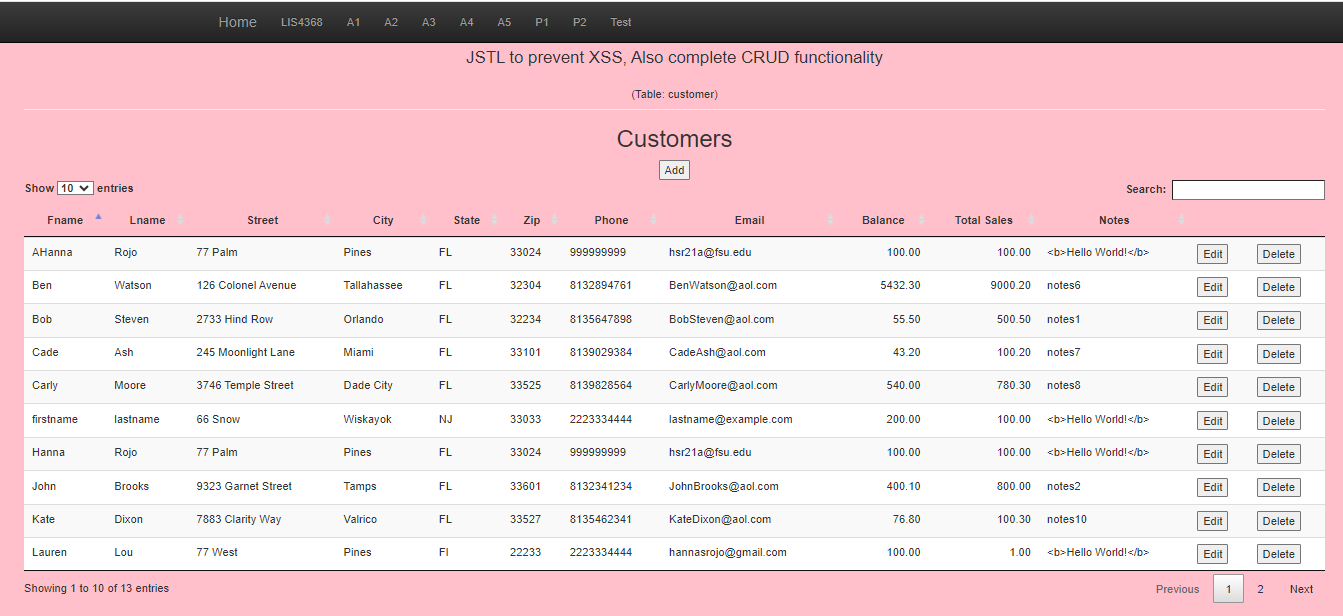 Home LIS4368 A1 A2 A3 A4 A5 P1 P2 Test
JSTL to prevent XSS, Also complete CRUD functionality
(Table: customer)
Customers
Add
Show 10 entries Search:
Fname Lname Street City State Zip Phone Email Balance Total Sales Notes
AHanna Rojo 77 Palm Pines FL 33024 999999999 hsr21a@fsu.edu 100.00 100.00 <b>Hello World!</b> Edit Delete
Ben Watson 126 Colonel Avenue Tallahassee FL 32304 8132894761 BenWatson@aol.com 5432.30 9000.20 notes6 Edit Delete
Bob Steven 2733 Hind Row Orlando FL 32234 8135647898 BobSteven@aol.com 55.50 500.50 notes1 Edit Delete
Cade Ash 245 Moonlight Lane Miami FL 33101 8139029384 CadeAsh@aol.com 43.20 100.20 notes7 Edit Delete
Carly Moore 3746 Temple Street Dade City FL 33525 8139828564 CarlyMoore@aol.com 540.00 780.30 notes8 Edit Delete
firstname lastname 66 Snow Wiskayok NJ 33033 2223334444 lastname@example.com 200.00 100.00 <b>Hello World!</b> Edit Delete
Hanna Rojo 77 Palm Pines FL 33024 999999999 hsr21a@fsu.edu 100.00 100.00 <b>Hello World!</b> Edit Delete
John Brooks 9323 Garnet Street Tamps FL 33601 8132341234 JohnBrooks@aol.com 400.10 800.00 notes2 Edit Delete
Kate Dixon 7883 Clarity Way Valrico FL 33527 8135462341 KateDixon@aol.com 76.80 100.30 notes10 Edit Delete
Lauren Lou 77 West Pines Fl 22233 2223334444 hannasrojo@gmail.com 100.00 1.00 <b>Hello World!</b> Edit Delete
Showing 1 to 10 of 13 entries Previous 1 2 Next